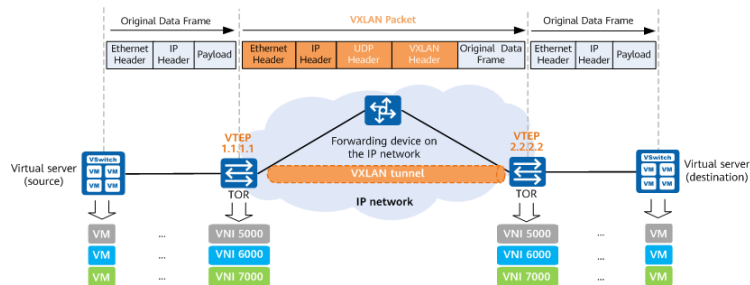 Original Data Frame
VXLAN Packet
Original Data Frame
Ethernet Header
IP Header
Payload
Ethernet Header
IP Header
UDP Header
VXLAN Header
Original Data Frame
Ethernet Header
IP Header
Payload
VTEP
1.1.1.1
Forwarding device on
the IP network
VTEP
2.2.2.2
Virtual server
(source)
VSwitch
VM VM
VM VM
VXLAN tunnel
VSwitch
VM VM
VM VM
Virtual server
(destination)
TOR
IP network
TOR
VM ... VNI 5000 VNI 5000 ... VM
VM ... VNI 6000 VNI 6000 ... VM
VM ... VNI 7000 VNI 7000 ... VM